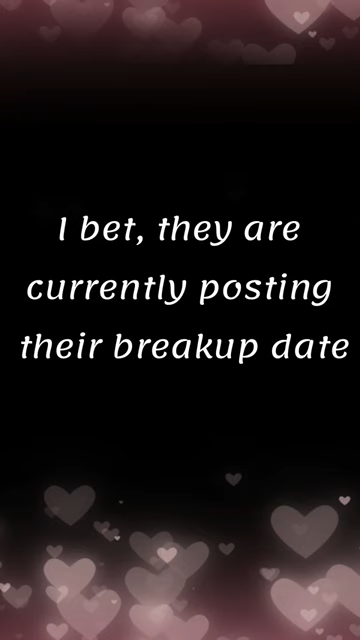 I bet, they are
currently posting
their breakup date